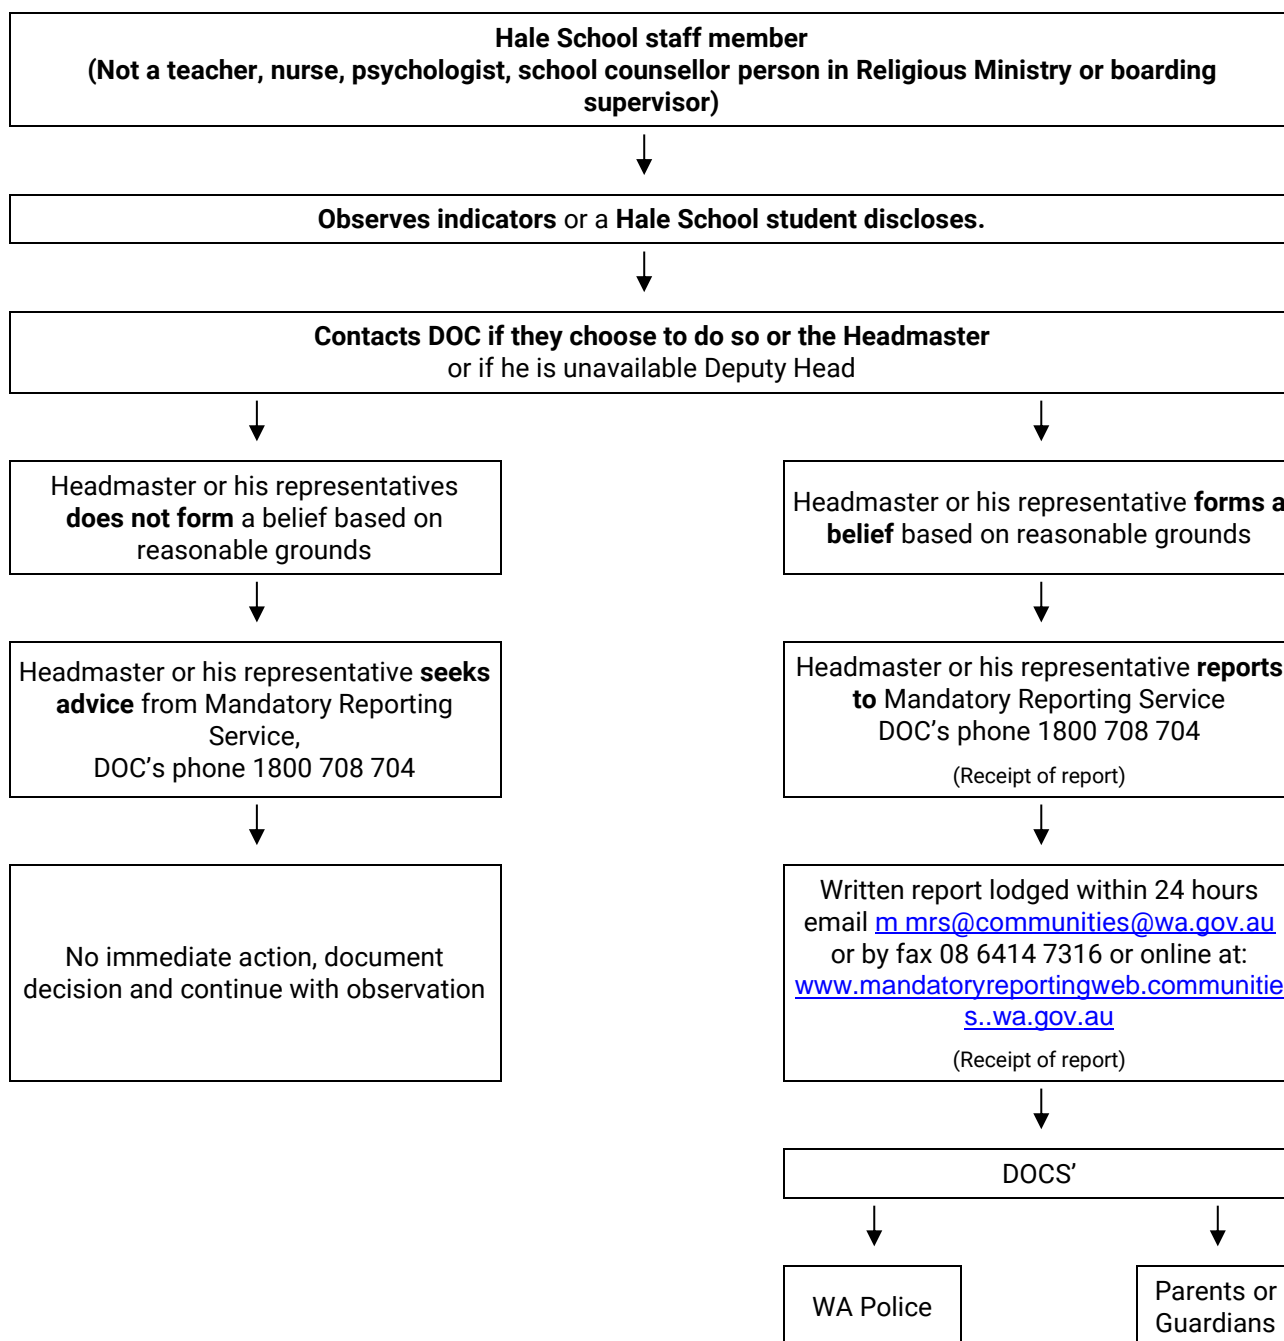 Hale School staff member
(Not a teacher, nurse, psychologist, school counsellor person in Religious Ministry or boarding
supervisor)
Observes indicators or a Hale School student discloses.
Contacts DOC if they choose to do so or the Headmaster
or if he is unavailable Deputy Head
Headmaster or his representatives
does not form a belief based on
reasonable grounds
Headmaster or his representative forms a
belief based on reasonable grounds
Headmaster or his representative seeks
advice from Mandatory Reporting
Service,
DOC’s phone 1800 708 704
Headmaster or his representative reports
to Mandatory Reporting Service
DOC’s phone 1800 708 704
(Receipt of report)
No immediate action, document
decision and continue with observation
Written report lodged within 24 hours
email m mrs@communities@wa.gov.au
or by fax 08 6414 7316 or online at:
www.mandatoryreportingweb.communitie
s..wa.gov.au
(Receipt of report)
DOCS’
WA Police
Parents or
Guardians